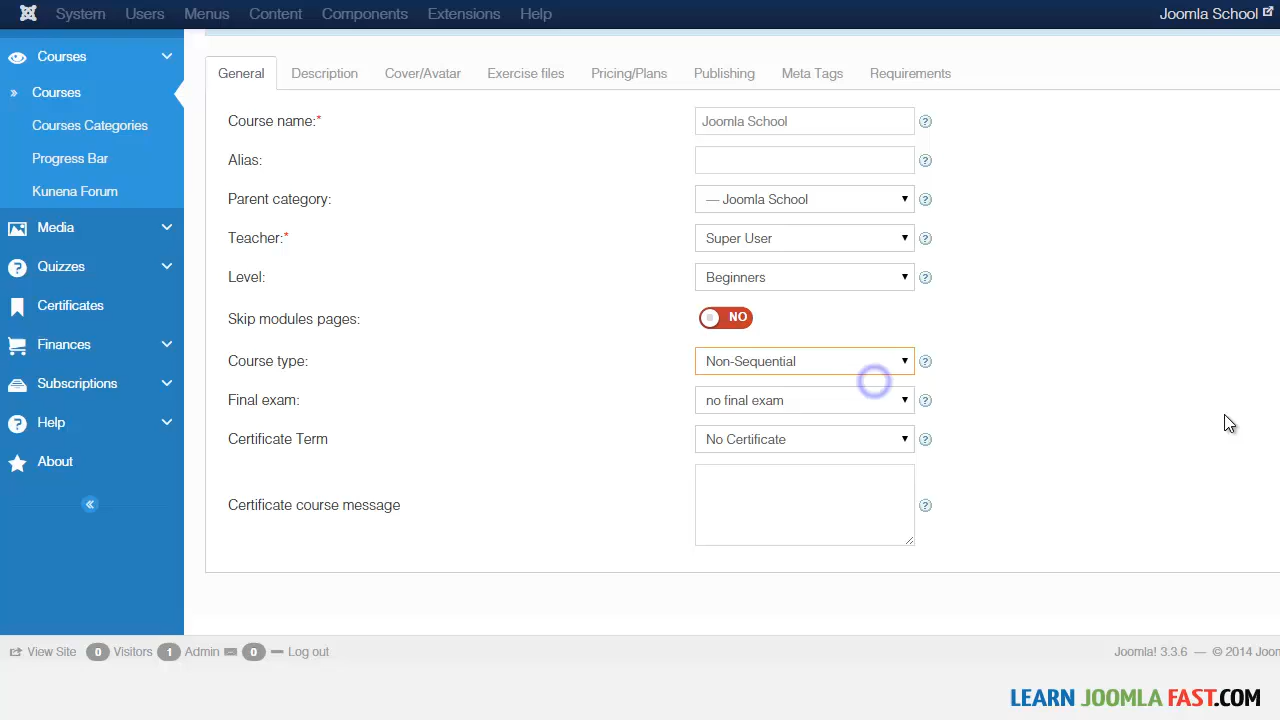 System Users Menus Content Components Extensions Help Joomla School
Courses
Courses
Courses Categories
Progress Bar
Kunena Forum
Media
Quizzes
Certificates
Finances
Subscriptions
Help
About
General Description Cover/Avatar Exercise files Pricing/Plans Publishing Meta Tags Requirements
Course name:* Joomla School
Alias:
Parent category: — Joomla School
Teacher:* Super User
Level: Beginners
Skip modules pages: NO
Course type: Non-Sequential
Final exam: no final exam
Certificate Term No Certificate
Certificate course message
View Site 0 Visitors 1 Admin 0 Log out Joomla! 3.3.6 — © 2014 Joom
LEARN JOOMLA FAST.COM